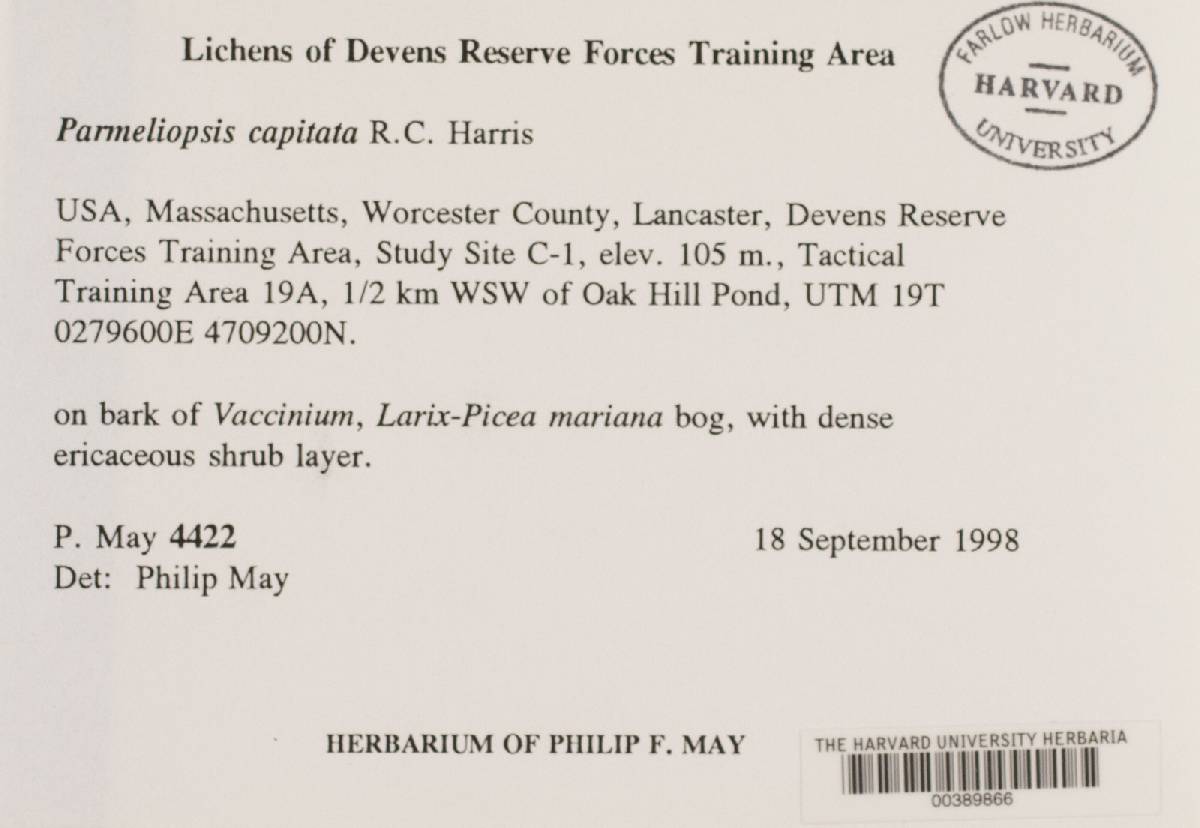 Lichens of Devens Reserve Forces Training Area
FARLOW HERBARIUM
HARVARD
UNIVERSITY
Parmeliopsis capitata R.C. Harris
USA, Massachusetts, Worcester County, Lancaster, Devens Reserve
Forces Training Area, Study Site C-1, elev. 105 m., Tactical
Training Area 19A, 1/2 km WSW of Oak Hill Pond, UTM 19T
0279600E 4709200N.
on bark of Vaccinium, Larix-Picea mariana bog, with dense
ericaceous shrub layer.
P. May 4422 18 September 1998
Det: Philip May
HERBARIUM OF PHILIP F. MAY
THE HARVARD UNIVERSITY HERBARIA
00389866